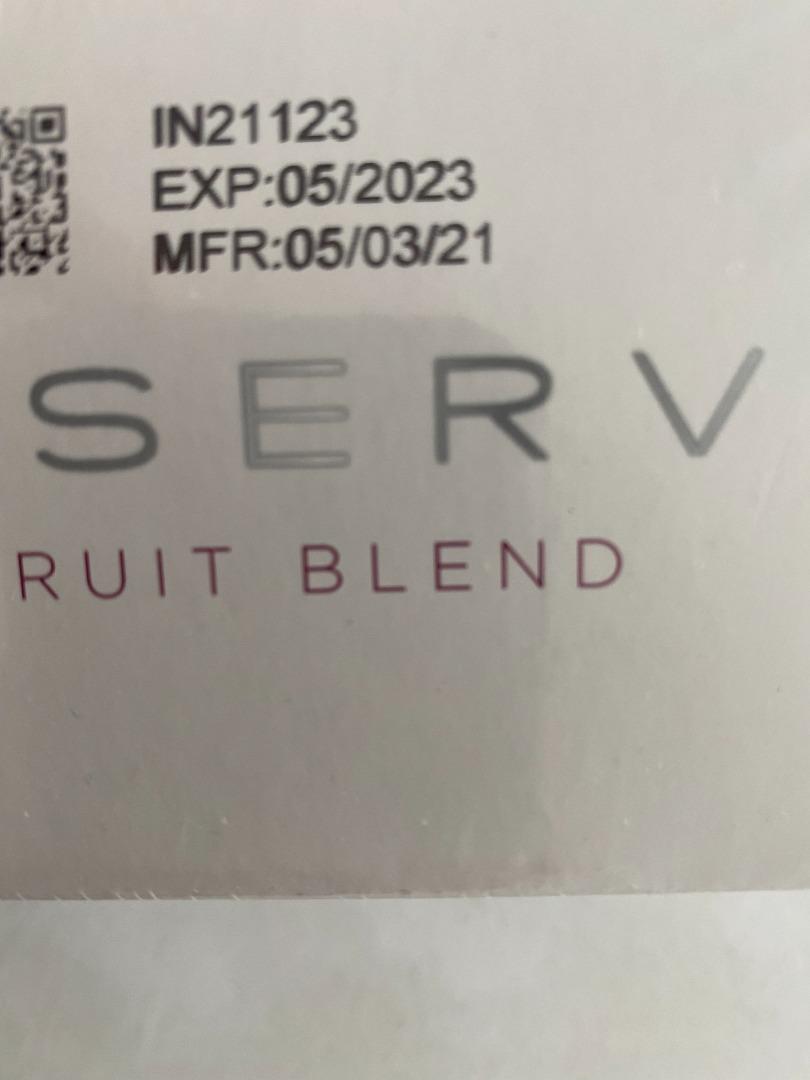 IN21123
EXP:05/2023
MFR:05/03/21
SERV
RUIT BLEND